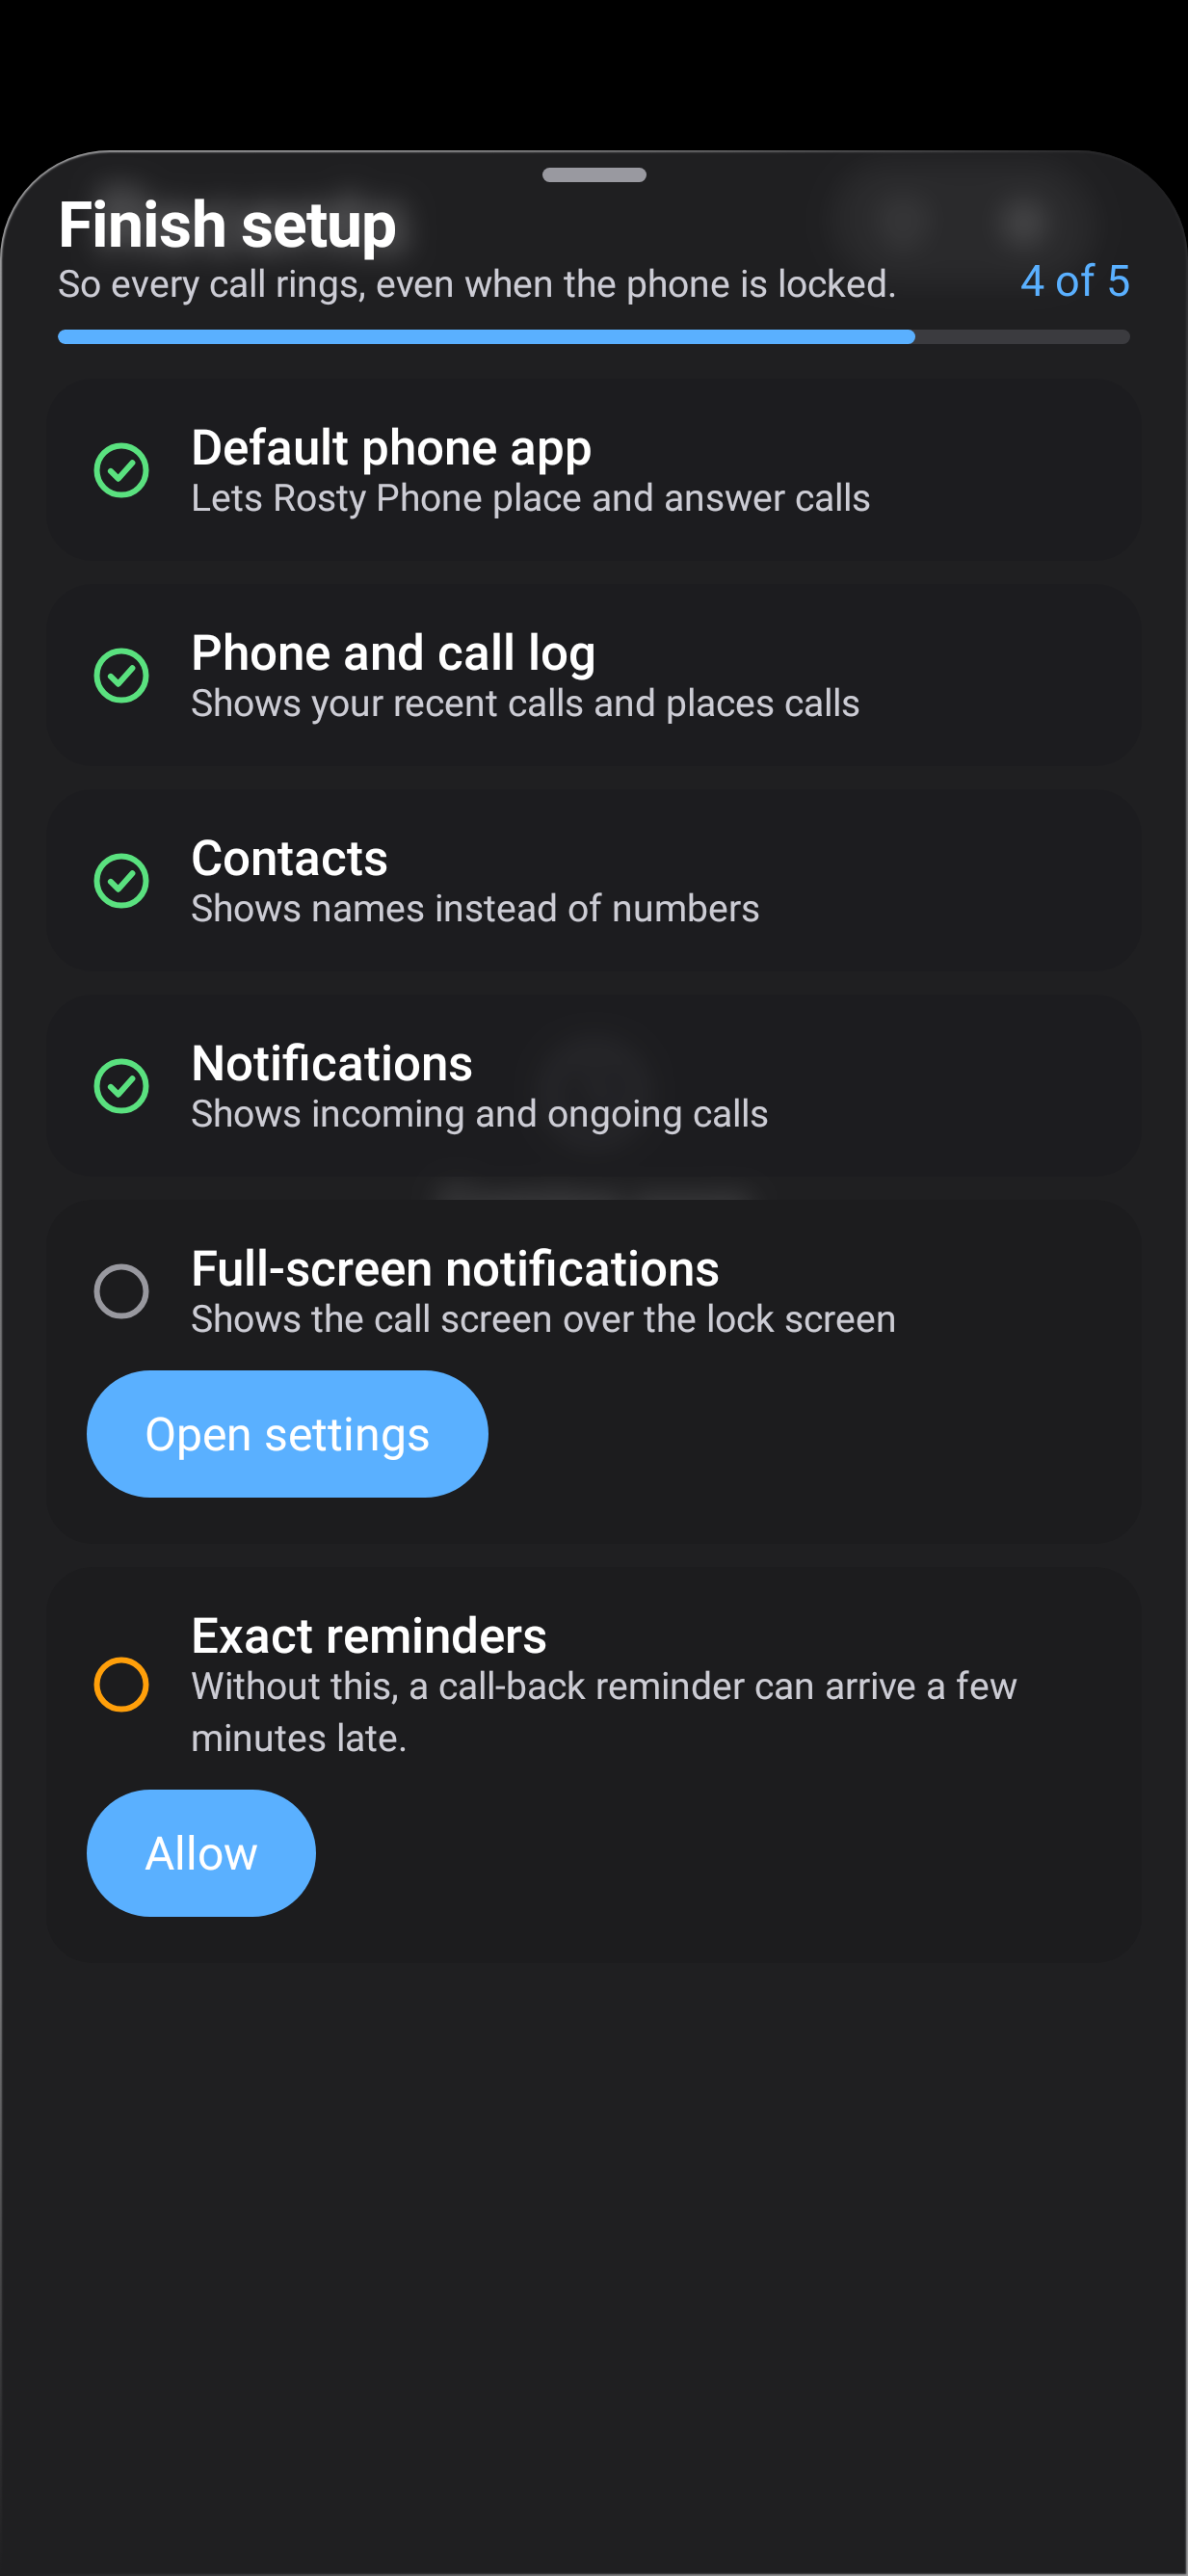 Finish setup
So every call rings, even when the phone is locked.
4 of 5
Default phone app
Lets Rosty Phone place and answer calls
Phone and call log
Shows your recent calls and places calls
Contacts
Shows names instead of numbers
Notifications
Shows incoming and ongoing calls
Full-screen notifications
Shows the call screen over the lock screen
Open settings
Exact reminders
Without this, a call-back reminder can arrive a few
minutes late.
Allow